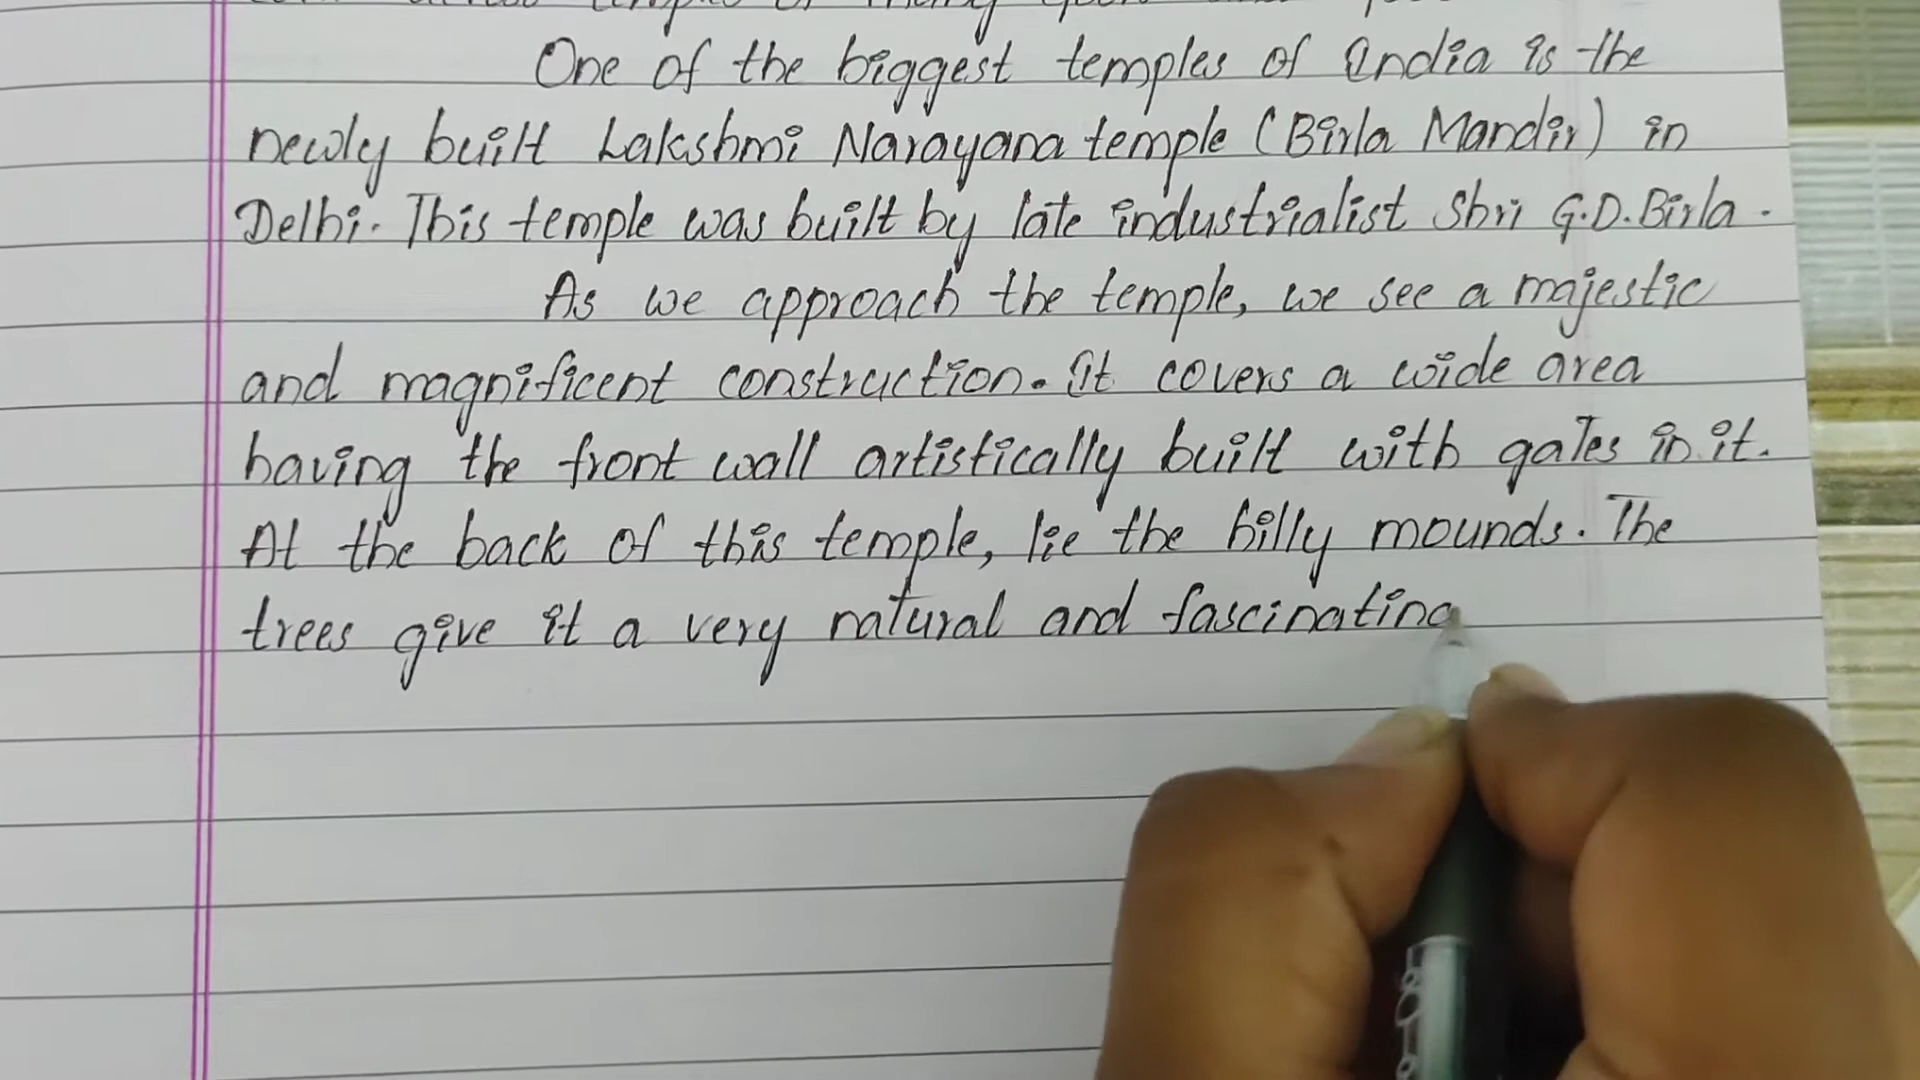 One of the biggest temples of India is the
newly built Lakshmi Narayana temple (Birla Mandir) in
Delhi. This temple was built by late industrialist Shri G.D.Birla.
As we approach the temple, we see a majestic
and magnificent construction. It covers a wide area
having the front wall artistically built with gates in it.
At the back of this temple, lie the hilly mounds. The
trees give it a very natural and fascinating